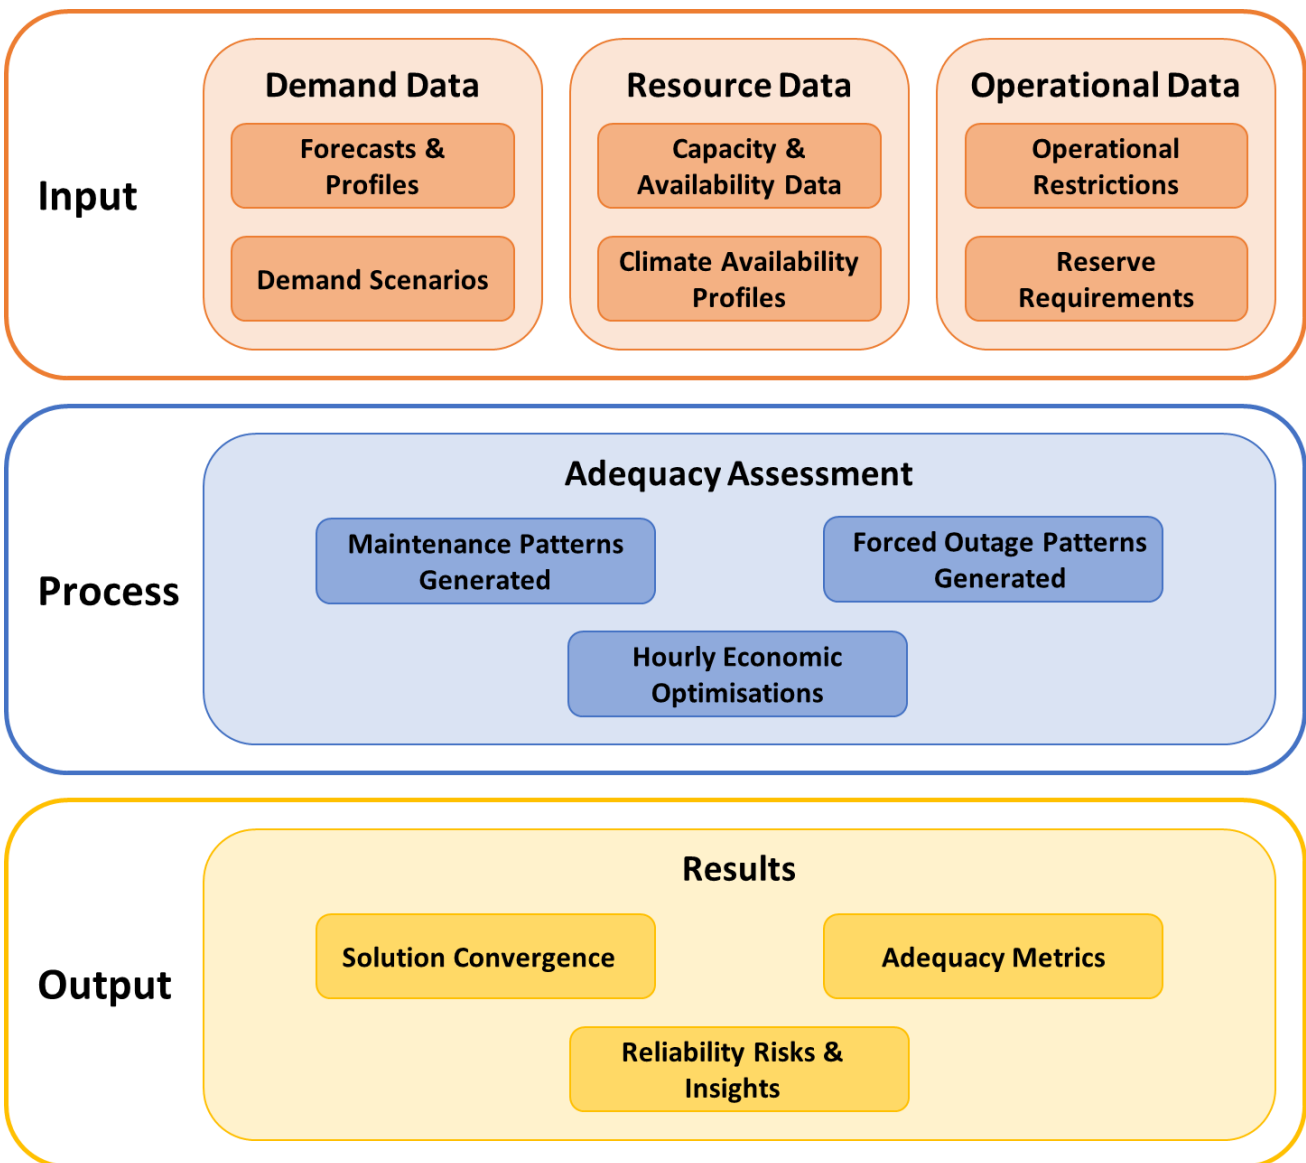 Input
Demand Data
Forecasts &
Profiles
Demand Scenarios
Resource Data
Capacity &
Availability Data
Climate Availability
Profiles
Operational Data
Operational
Restrictions
Reserve
Requirements
Process
Adequacy Assessment
Maintenance Patterns
Generated
Forced Outage Patterns
Generated
Hourly Economic
Optimisations
Output
Results
Solution Convergence
Adequacy Metrics
Reliability Risks &
Insights